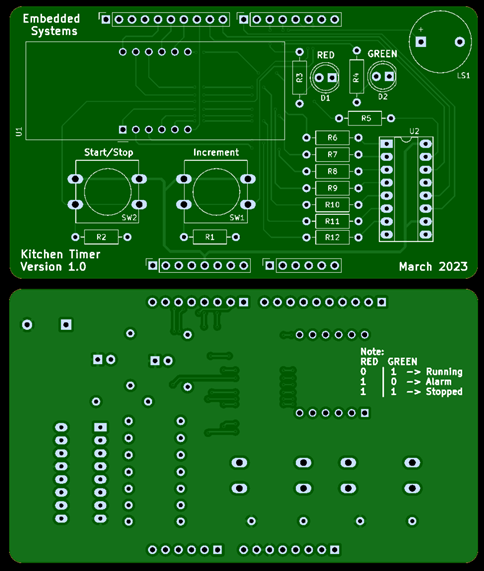 Embedded
Systems
RED
GREEN
+
R3
R4
D1
D2
LS1
R5
U1
U2
R6
R7
R8
R9
R10
R11
R12
Start/Stop
Increment
SW2
SW1
R2
R1
Kitchen Timer
Version 1.0
March 2023
Note:
RED GREEN
0 | 1 -> Running
1 | 0 -> Alarm
1 | 1 -> Stopped